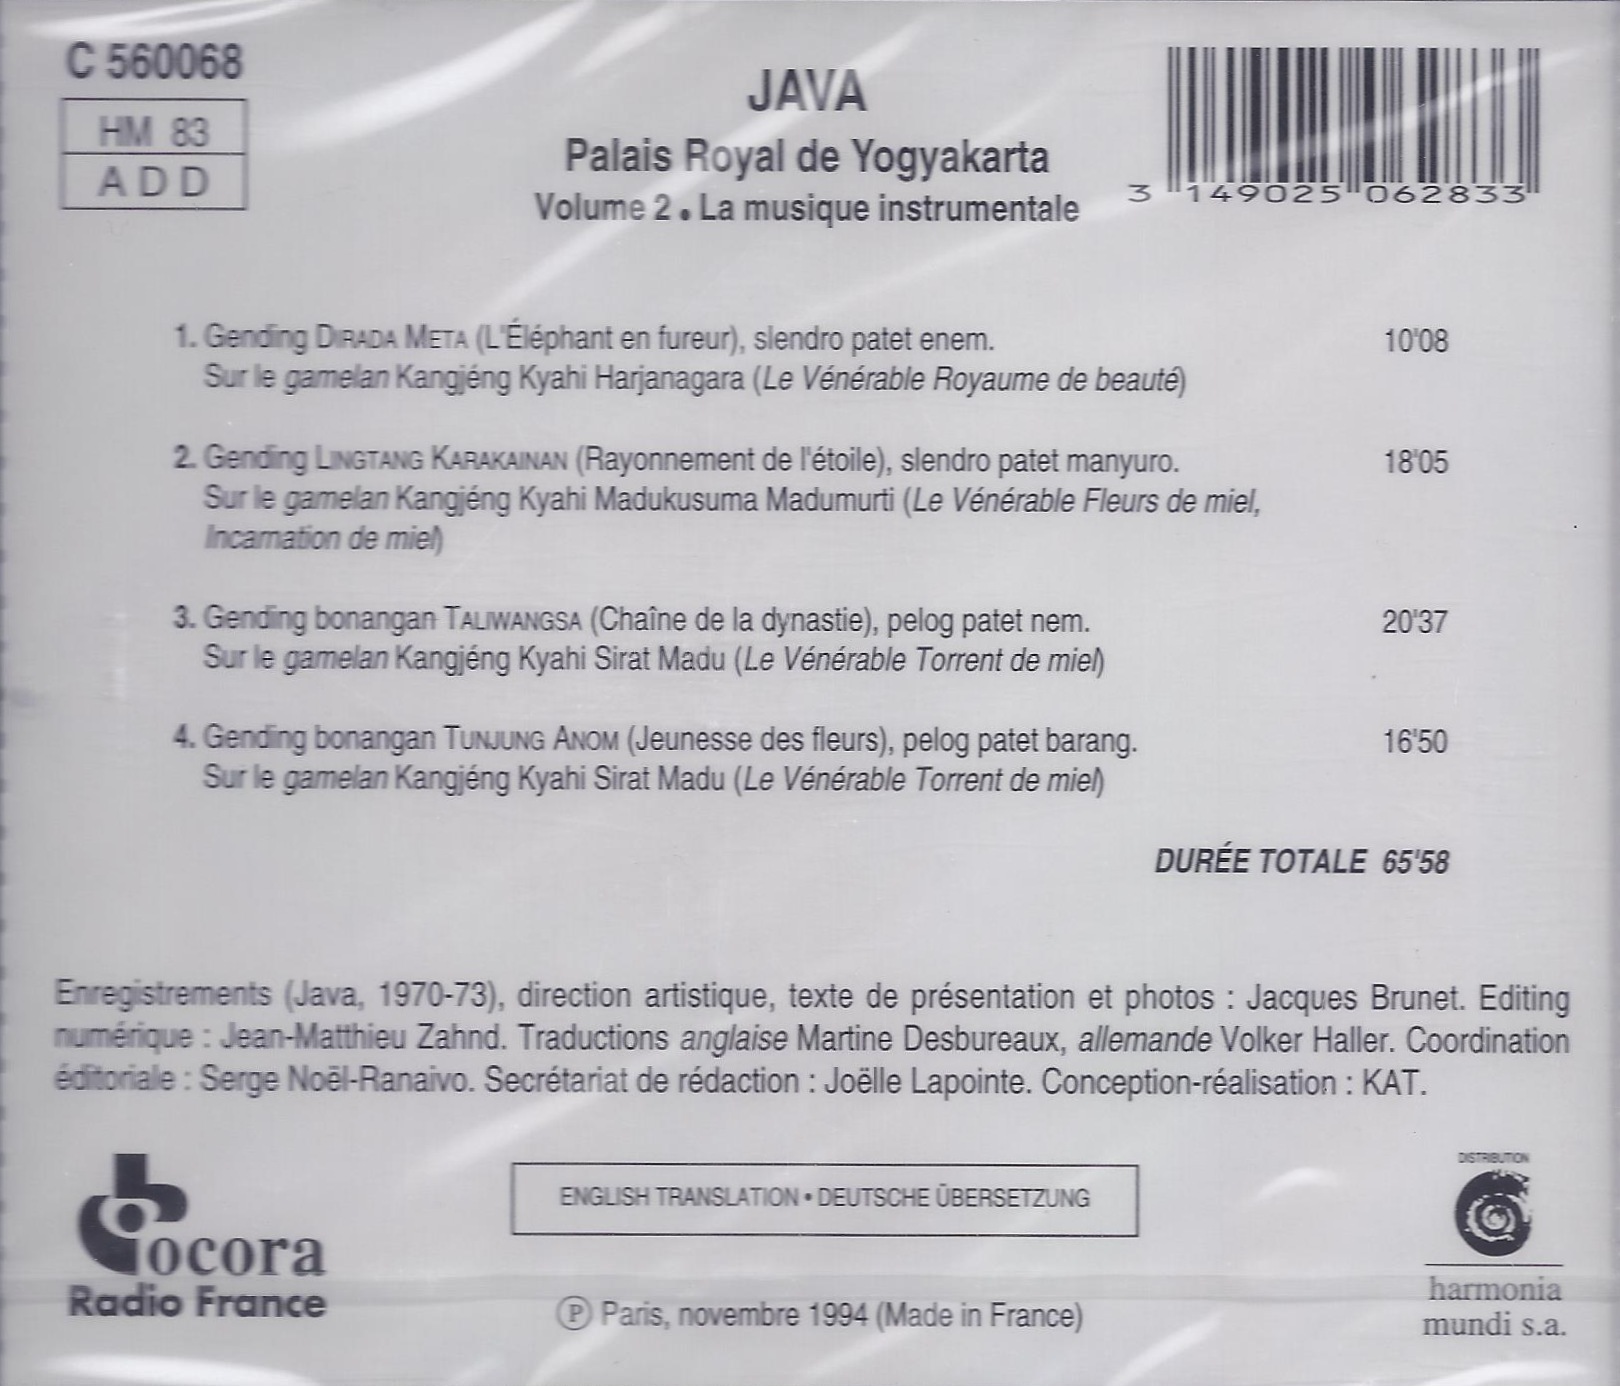 C 560068
HM 83
ADD
JAVA
Palais Royal de Yogyakarta
Volume 2 • La musique instrumentale
3 149025 062833
1. Gending DIRADA META (L'Éléphant en fureur), slendro patet enem. 10'08
Sur le gamelan Kangjéng Kyahi Harjanagara (Le Vénérable Royaume de beauté)
2. Gending LINGTANG KARAKAINAN (Rayonnement de l'étoile), slendro patet manyuro. 18'05
Sur le gamelan Kangjéng Kyahi Madukusuma Madumurti (Le Vénérable Fleurs de miel,
Incarnation de miel)
3. Gending bonangan TALIWANGSA (Chaîne de la dynastie), pelog patet nem. 20'37
Sur le gamelan Kangjéng Kyahi Sirat Madu (Le Vénérable Torrent de miel)
4. Gending bonangan TUNJUNG ANOM (Jeunesse des fleurs), pelog patet barang. 16'50
Sur le gamelan Kangjéng Kyahi Sirat Madu (Le Vénérable Torrent de miel)
DURÉE TOTALE 65'58
Enregistrements (Java, 1970-73), direction artistique, texte de présentation et photos : Jacques Brunet. Editing
numérique : Jean-Matthieu Zahnd. Traductions anglaise Martine Desbureaux, allemande Volker Haller. Coordination
éditoriale : Serge Noël-Ranaivo. Secrétariat de rédaction : Joëlle Lapointe. Conception-réalisation : KAT.
ocora
Radio France
ENGLISH TRANSLATION • DEUTSCHE ÜBERSETZUNG
℗ Paris, novembre 1994 (Made in France)
DISTRIBUTION
harmonia
mundi s.a.